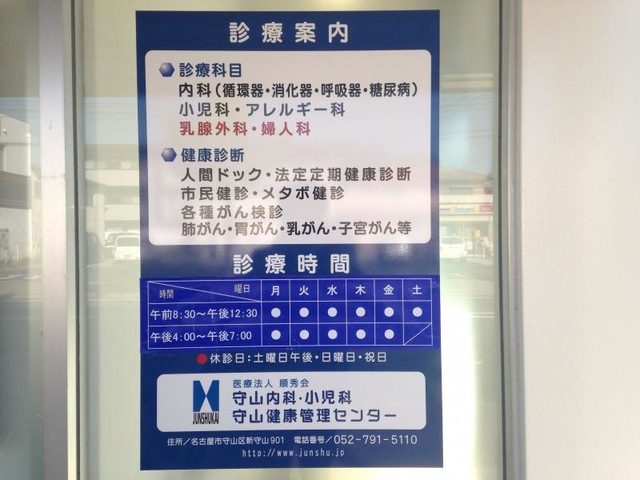 診療案内
診療科目
内科（循環器・消化器・呼吸器・糖尿病）
小児科・アレルギー科
乳腺外科・婦人科
健康診断
人間ドック・法定定期健康診断
市民健診・メタボ健診
各種がん検診
肺がん・胃がん・乳がん・子宮がん等
診療時間
時間 曜日 月 火 水 木 金 土
午前8:30～午後12:30 ● ● ● ● ● ●
午後4:00～午後7:00 ● ● ● ● ● ／
●休診日：土曜日午後・日曜日・祝日
JUNSHUKAI
医療法人 順秀会
守山内科・小児科
守山健康管理センター
住所／名古屋市守山区新守山901 電話番号／052-791-5110
http://www.junshu.jp